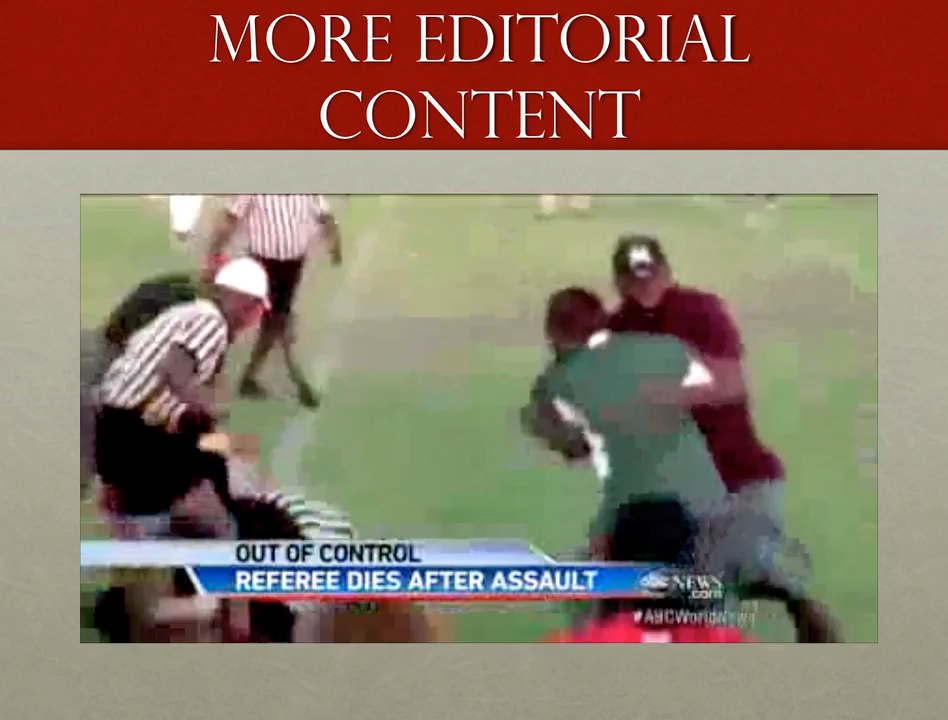 MORE EDITORIAL
CONTENT
OUT OF CONTROL
REFEREE DIES AFTER ASSAULT
abc NEWS
.com
#ABCWorldNews